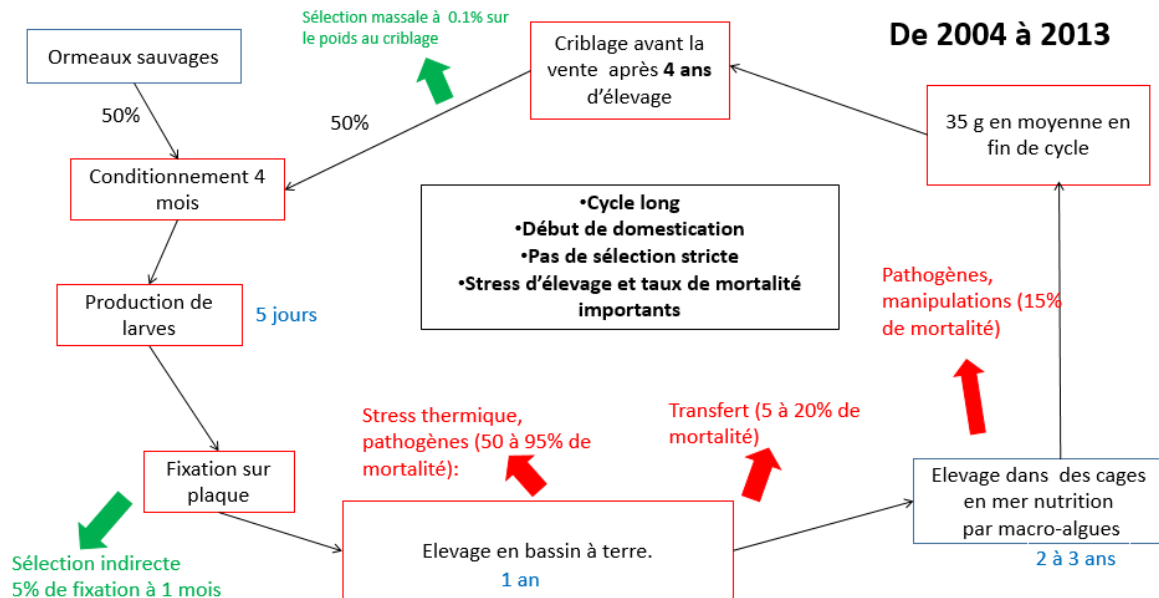 De 2004 à 2013
Sélection massale à 0.1% sur
le poids au criblage
Ormeaux sauvages
Criblage avant la
vente après 4 ans
d'élevage
50%
50%
35 g en moyenne en
fin de cycle
Conditionnement 4
mois
•Cycle long
•Début de domestication
•Pas de sélection stricte
•Stress d'élevage et taux de mortalité
importants
Production de
larves
5 jours
Pathogènes,
manipulations (15%
de mortalité)
Stress thermique,
pathogènes (50 à 95% de
mortalité):
Transfert (5 à 20% de
mortalité)
Fixation sur
plaque
Sélection indirecte
5% de fixation à 1 mois
Elevage en bassin à terre.
1 an
Elevage dans des cages
en mer nutrition
par macro-algues
2 à 3 ans